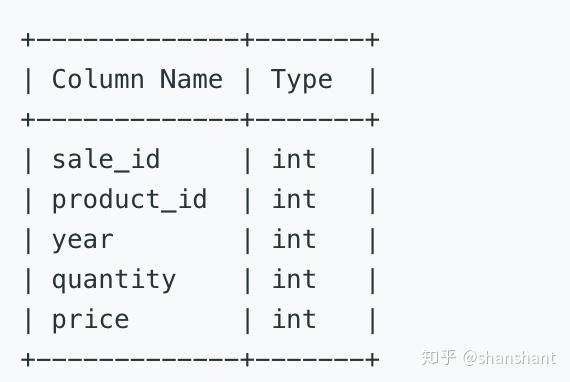 +-------------+-------+
| Column Name | Type  |
+-------------+-------+
| sale_id     | int   |
| product_id  | int   |
| year        | int   |
| quantity    | int   |
| price       | int   |
+-------------+-------+
知乎 @shanshant